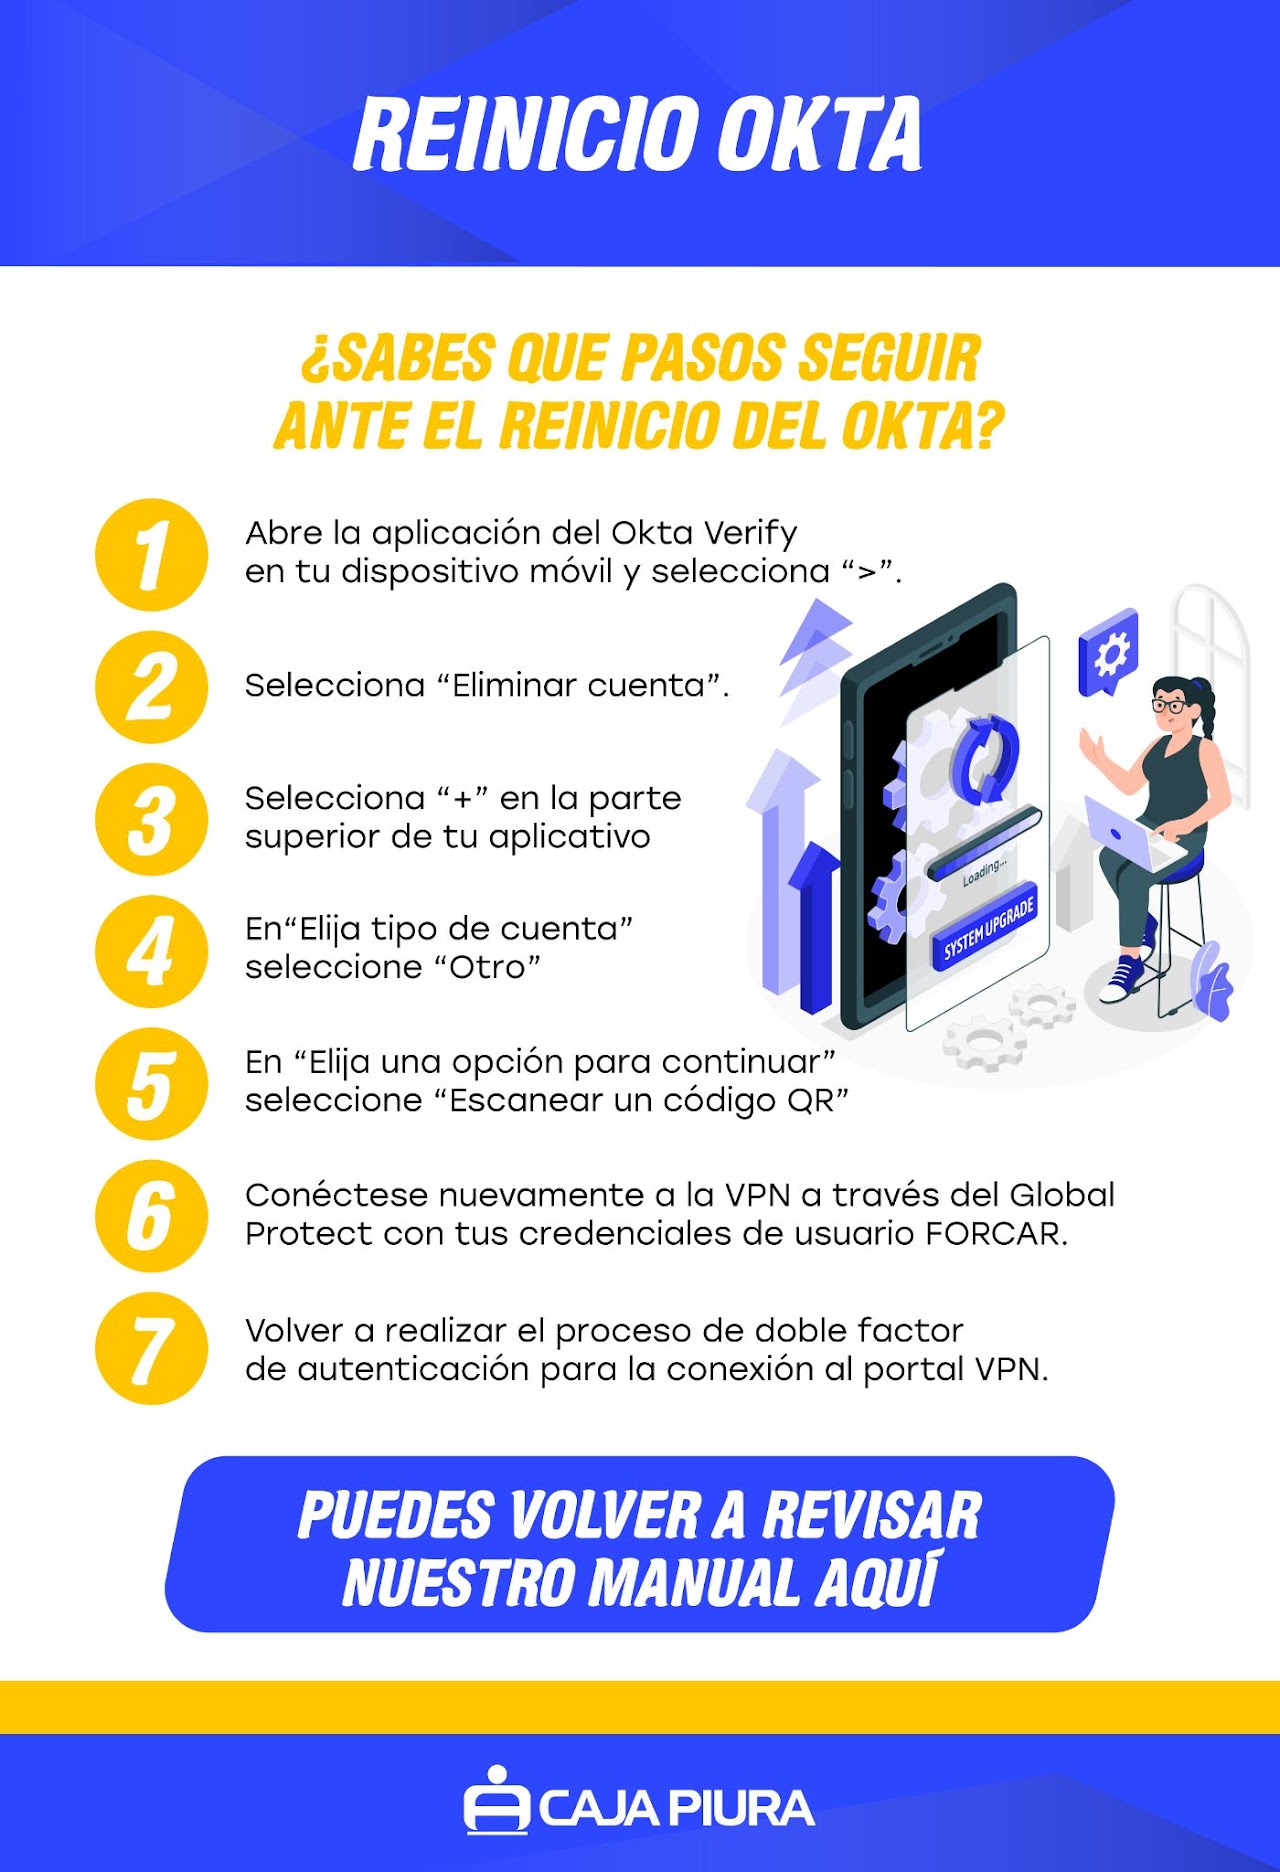 REINICIO OKTA
¿SABES QUE PASOS SEGUIR
ANTE EL REINICIO DEL OKTA?
1
Abre la aplicación del Okta Verify
en tu dispositivo móvil y selecciona “>”.
2
Selecciona “Eliminar cuenta”.
3
Selecciona “+” en la parte
superior de tu aplicativo
4
En“Elija tipo de cuenta”
seleccione “Otro”
Loading...
SYSTEM UPGRADE
5
En “Elija una opción para continuar”
seleccione “Escanear un código QR”
6
Conéctese nuevamente a la VPN a través del Global
Protect con tus credenciales de usuario FORCAR.
7
Volver a realizar el proceso de doble factor
de autenticación para la conexión al portal VPN.
PUEDES VOLVER A REVISAR
NUESTRO MANUAL AQUÍ
CAJA PIURA